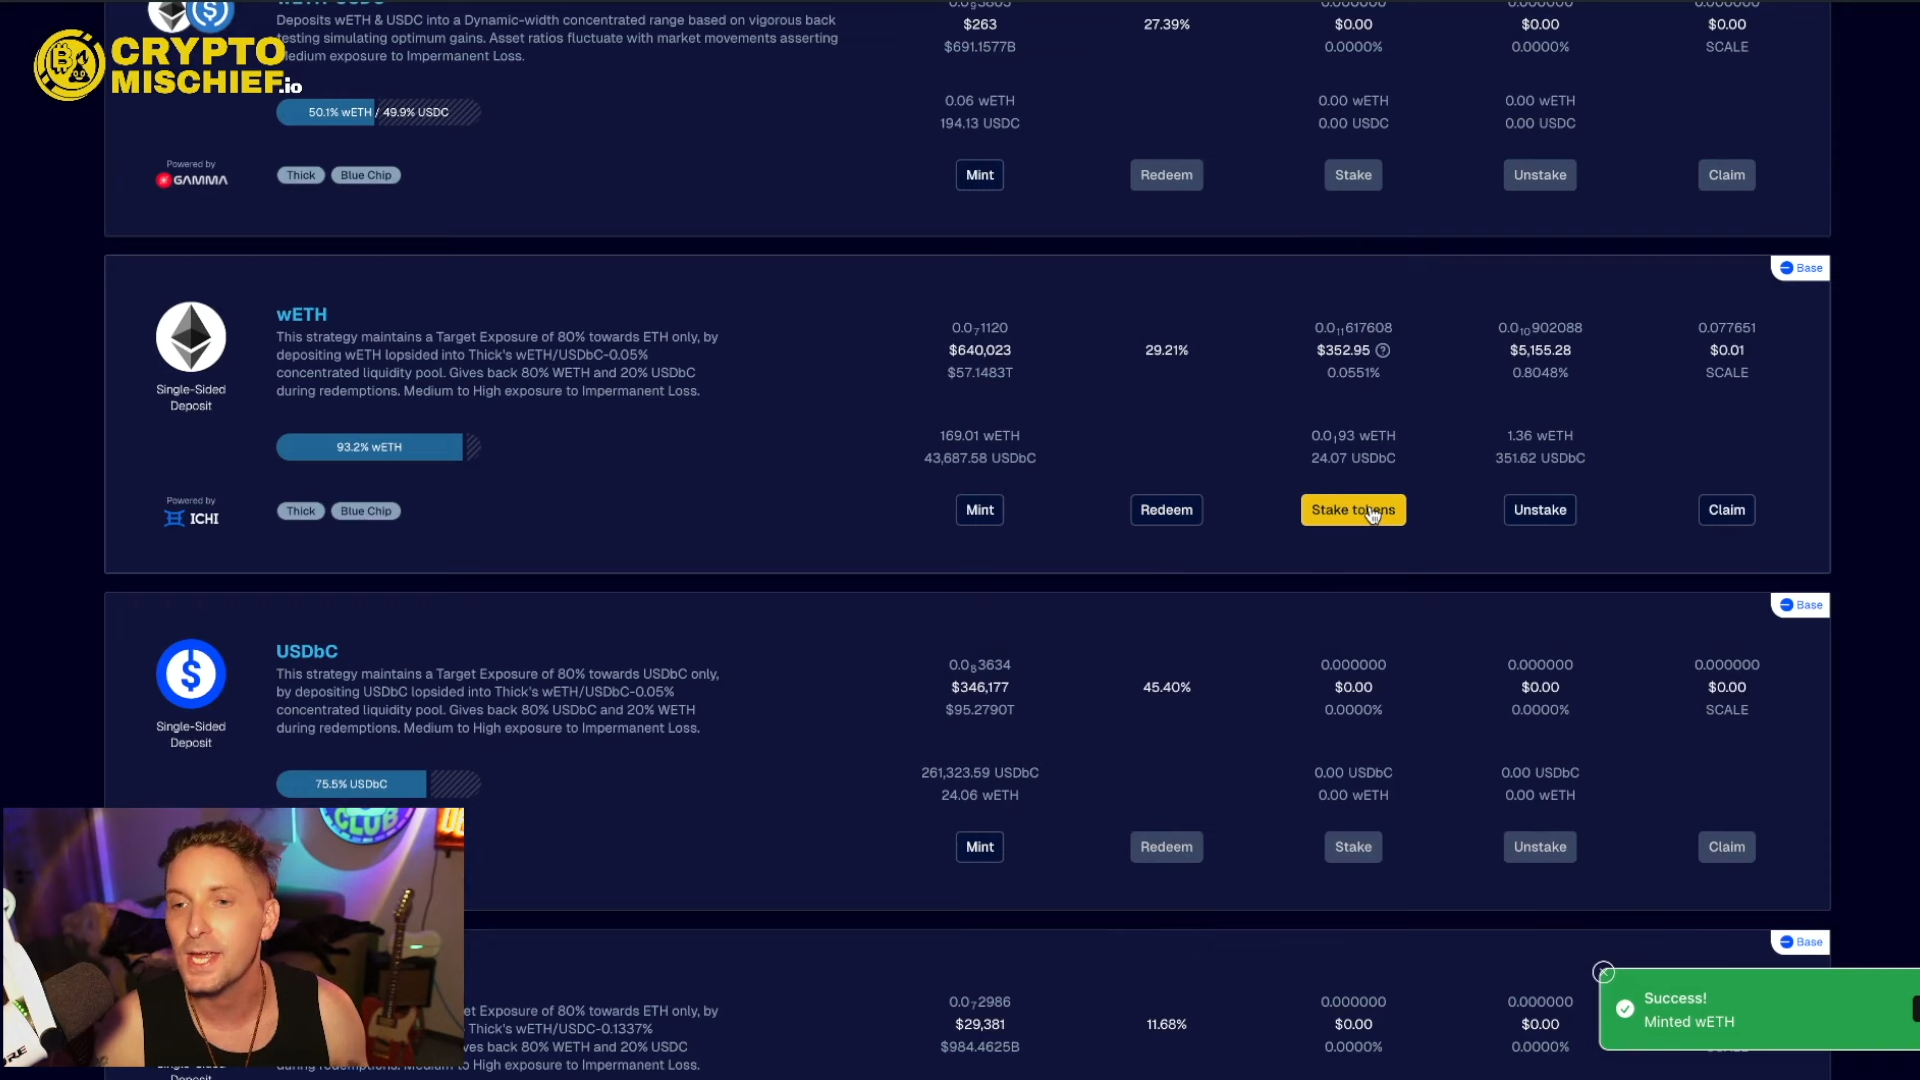 Deposits wETH & USDC into a Dynamic-width concentrated range based on vigorous back
testing simulating optimum gains. Asset ratios fluctuate with market movements asserting
edium exposure to Impermanent Loss.
CRYPTO
MISCHIEF.io
$263
$691.1577B
27.39%
$0.00
0.0000%
$0.00
0.0000%
$0.00
SCALE
50.1% wETH / 49.9% USDC
0.06 wETH
194.13 USDC
0.00 wETH
0.00 USDC
0.00 wETH
0.00 USDC
Powered by
GAMMA
Thick
Blue Chip
Mint
Redeem
Stake
Unstake
Claim
Base
wETH
This strategy maintains a Target Exposure of 80% towards ETH only, by
depositing wETH lopsided into Thick's wETH/USDbC-0.05%
concentrated liquidity pool. Gives back 80% WETH and 20% USDbC
during redemptions. Medium to High exposure to Impermanent Loss.
Single-Sided
Deposit
0.0₇1120
$640,023
$57.1483T
29.21%
0.0₁₁617608
$352.95 ?
0.0551%
0.0₁₀902088
$5,155.28
0.8048%
0.077651
$0.01
SCALE
93.2% wETH
169.01 wETH
43,687.58 USDbC
0.0₁93 wETH
24.07 USDbC
1.36 wETH
351.62 USDbC
Powered by
ICHI
Thick
Blue Chip
Mint
Redeem
Stake tokens
Unstake
Claim
Base
USDbC
This strategy maintains a Target Exposure of 80% towards USDbC only,
by depositing USDbC lopsided into Thick's wETH/USDbC-0.05%
concentrated liquidity pool. Gives back 80% USDbC and 20% WETH
during redemptions. Medium to High exposure to Impermanent Loss.
Single-Sided
Deposit
0.0₈3634
$346,177
$95.2790T
45.40%
0.000000
$0.00
0.0000%
0.000000
$0.00
0.0000%
0.000000
$0.00
SCALE
75.5% USDbC
261,323.59 USDbC
24.06 wETH
0.00 USDbC
0.00 wETH
0.00 USDbC
0.00 wETH
Mint
Redeem
Stake
Unstake
Claim
CLUB
Base
et Exposure of 80% towards ETH only, by
Thick's wETH/USDC-0.1337%
ves back 80% WETH and 20% USDC
to High exposure to Impermanent Loss.
0.0₇2986
$29,381
$984.4625B
11.68%
0.000000
$0.00
0.0000%
0.000000
$0.00
0.0000%
Success!
Minted wETH